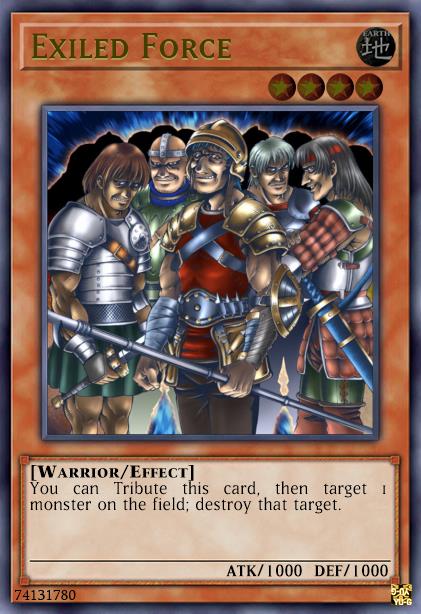 Exiled Force
EARTH
地
[Warrior/Effect]
You can Tribute this card, then target 1
monster on the field; destroy that target.
ATK/1000 DEF/1000
74131780